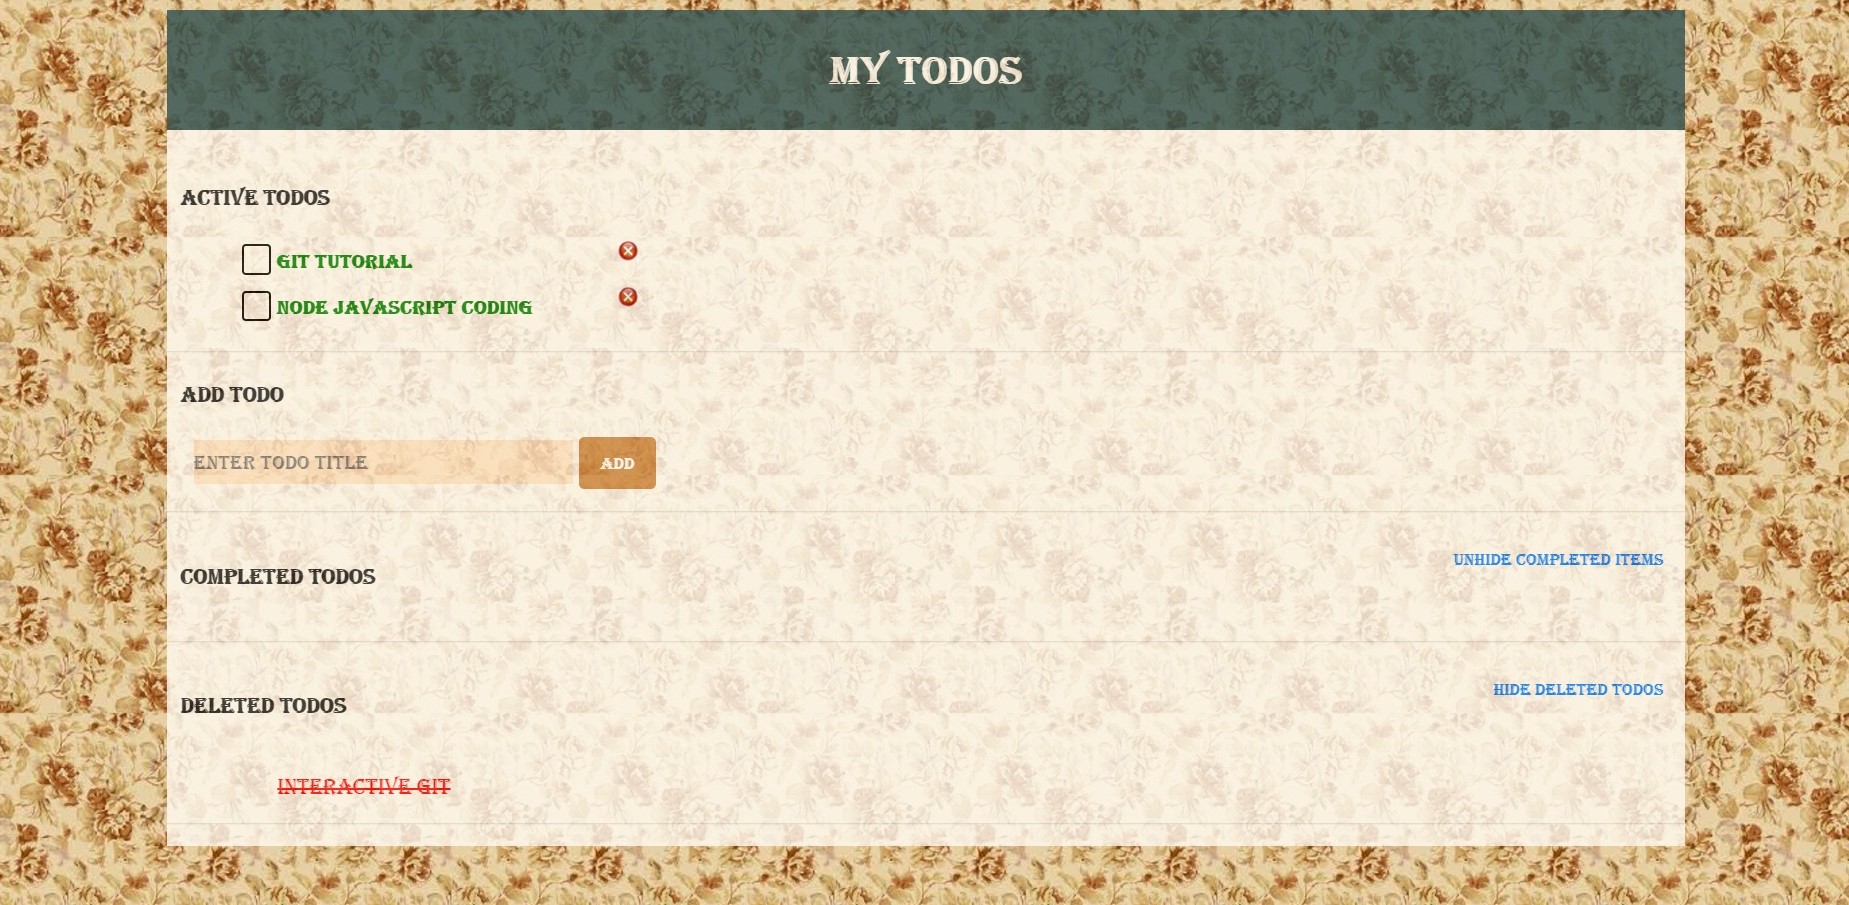 MY TODOS
ACTIVE TODOS
GIT TUTORIAL
NODE JAVASCRIPT CODING
ADD TODO
ENTER TODO TITLE
ADD
UNHIDE COMPLETED ITEMS
COMPLETED TODOS
HIDE DELETED TODOS
DELETED TODOS
INTERACTIVE GIT